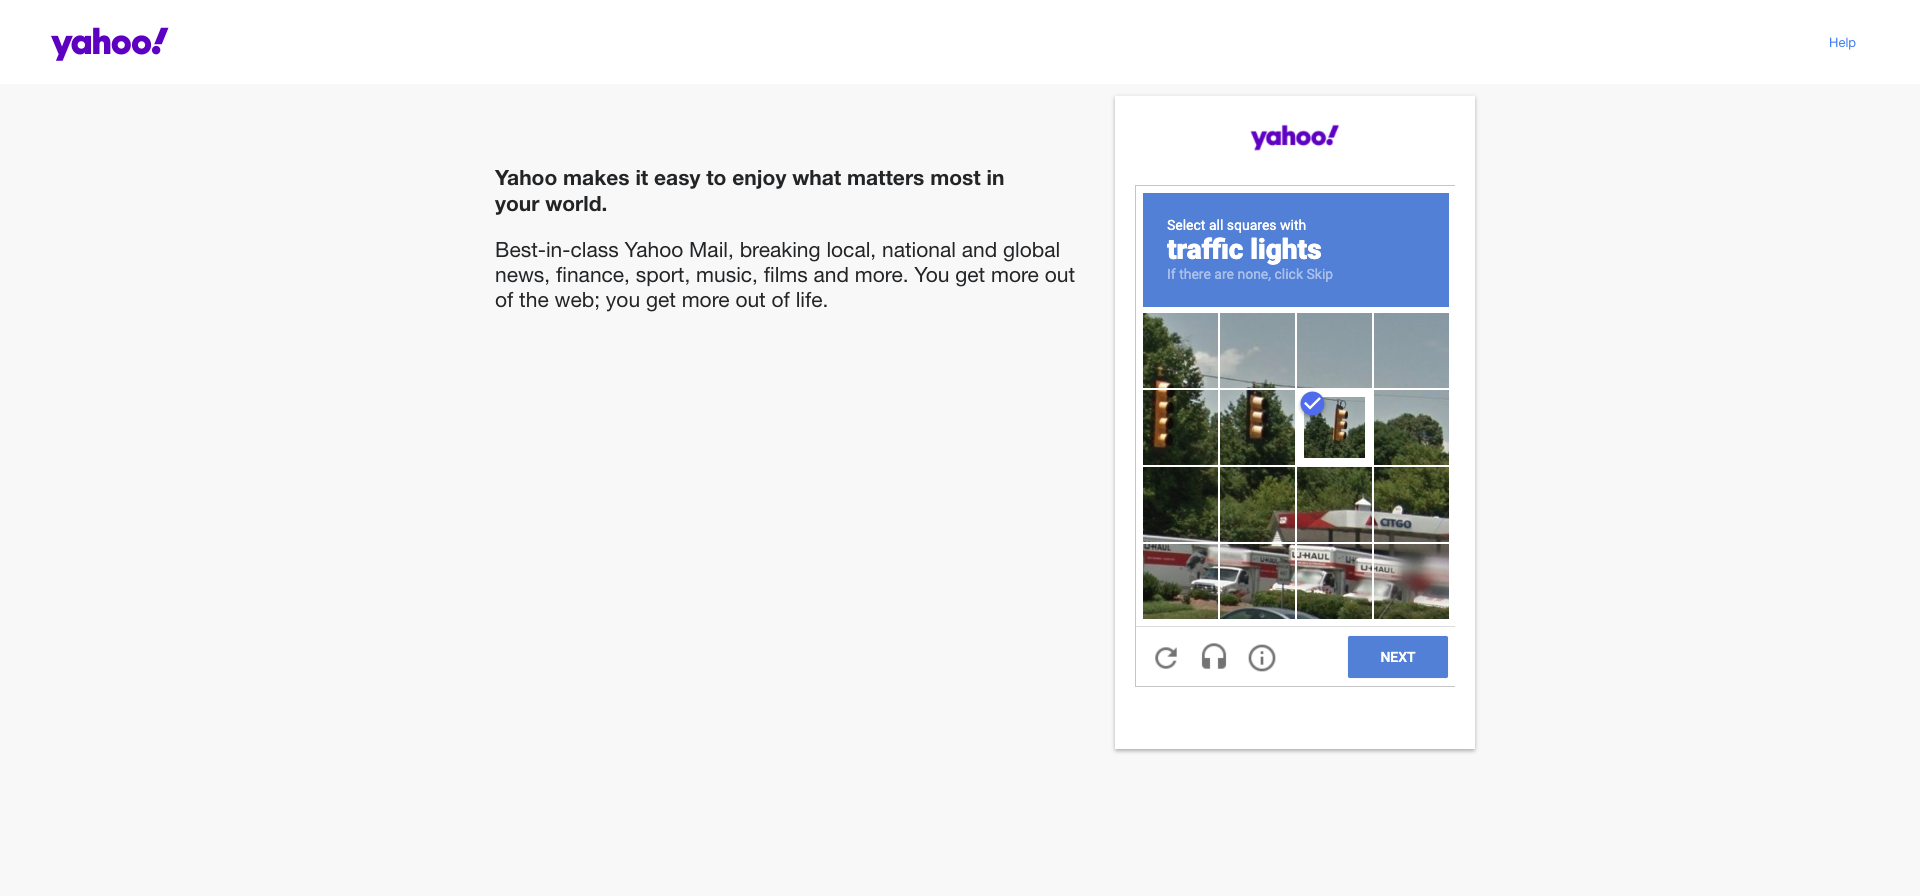 yahoo!
Help
Yahoo makes it easy to enjoy what matters most in
your world.
Best-in-class Yahoo Mail, breaking local, national and global
news, finance, sport, music, films and more. You get more out
of the web; you get more out of life.
yahoo!
Select all squares with
traffic lights
If there are none, click Skip
CITGO
U-HAUL
U-HAUL
U-HAUL
U-HAUL
NEXT